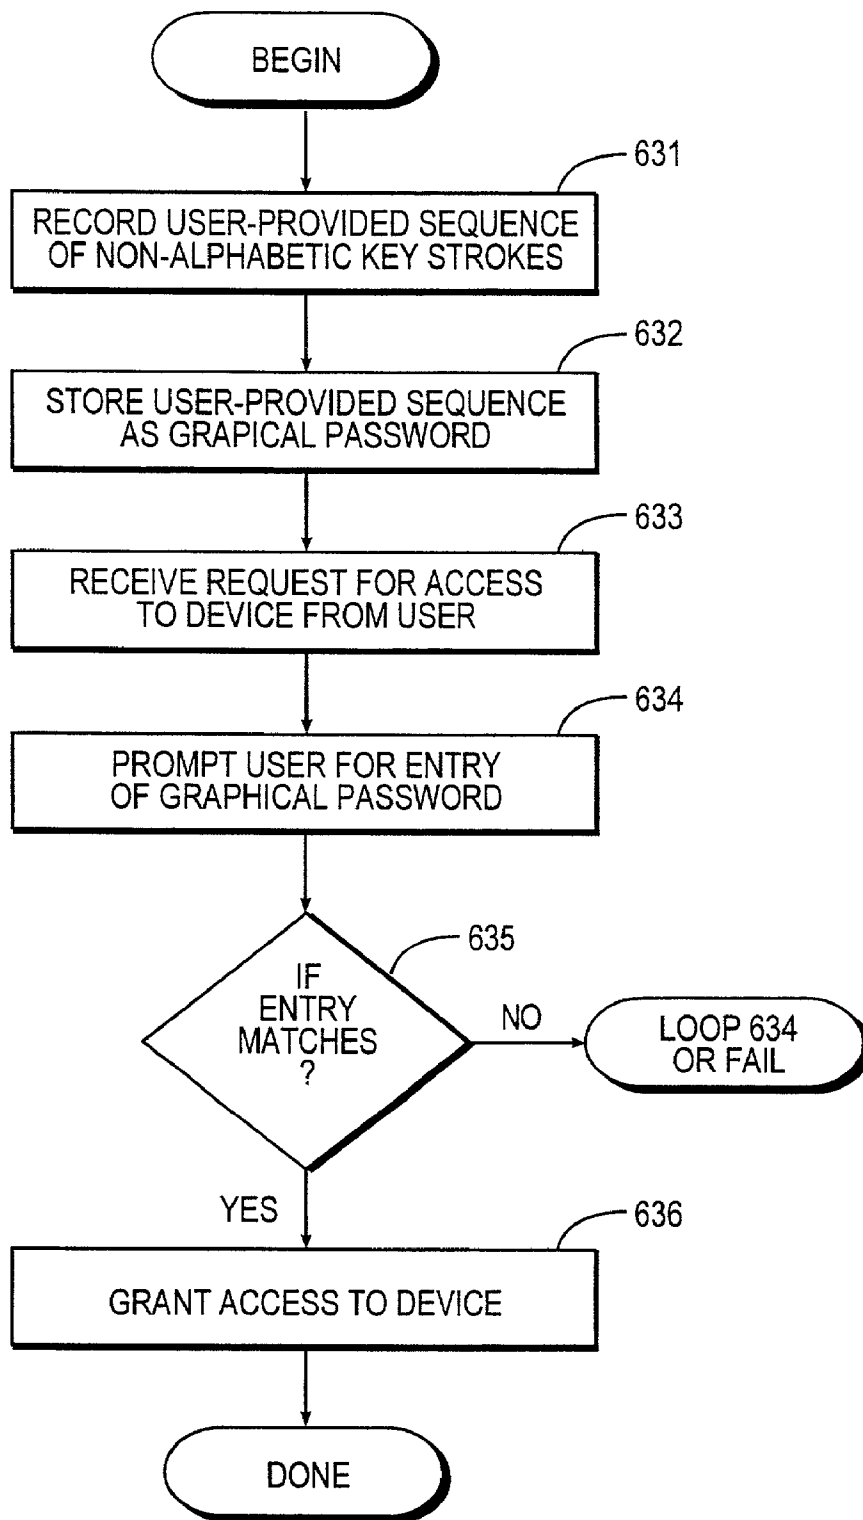 BEGIN
631
RECORD USER-PROVIDED SEQUENCE
OF NON-ALPHABETIC KEY STROKES
632
STORE USER-PROVIDED SEQUENCE
AS GRAPICAL PASSWORD
633
RECEIVE REQUEST FOR ACCESS
TO DEVICE FROM USER
634
PROMPT USER FOR ENTRY
OF GRAPHICAL PASSWORD
635
IF
ENTRY
MATCHES
?
NO
LOOP 634
OR FAIL
YES
636
GRANT ACCESS TO DEVICE
DONE